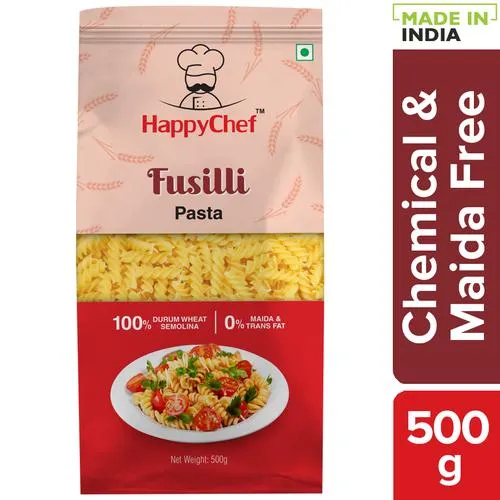 MADE IN
INDIA
HappyChef™
Fusilli
Pasta
100% DURUM WHEAT SEMOLINA | 0% MAIDA & TRANS FAT
Net Weight: 500g
Chemical &
Maida Free
500
g